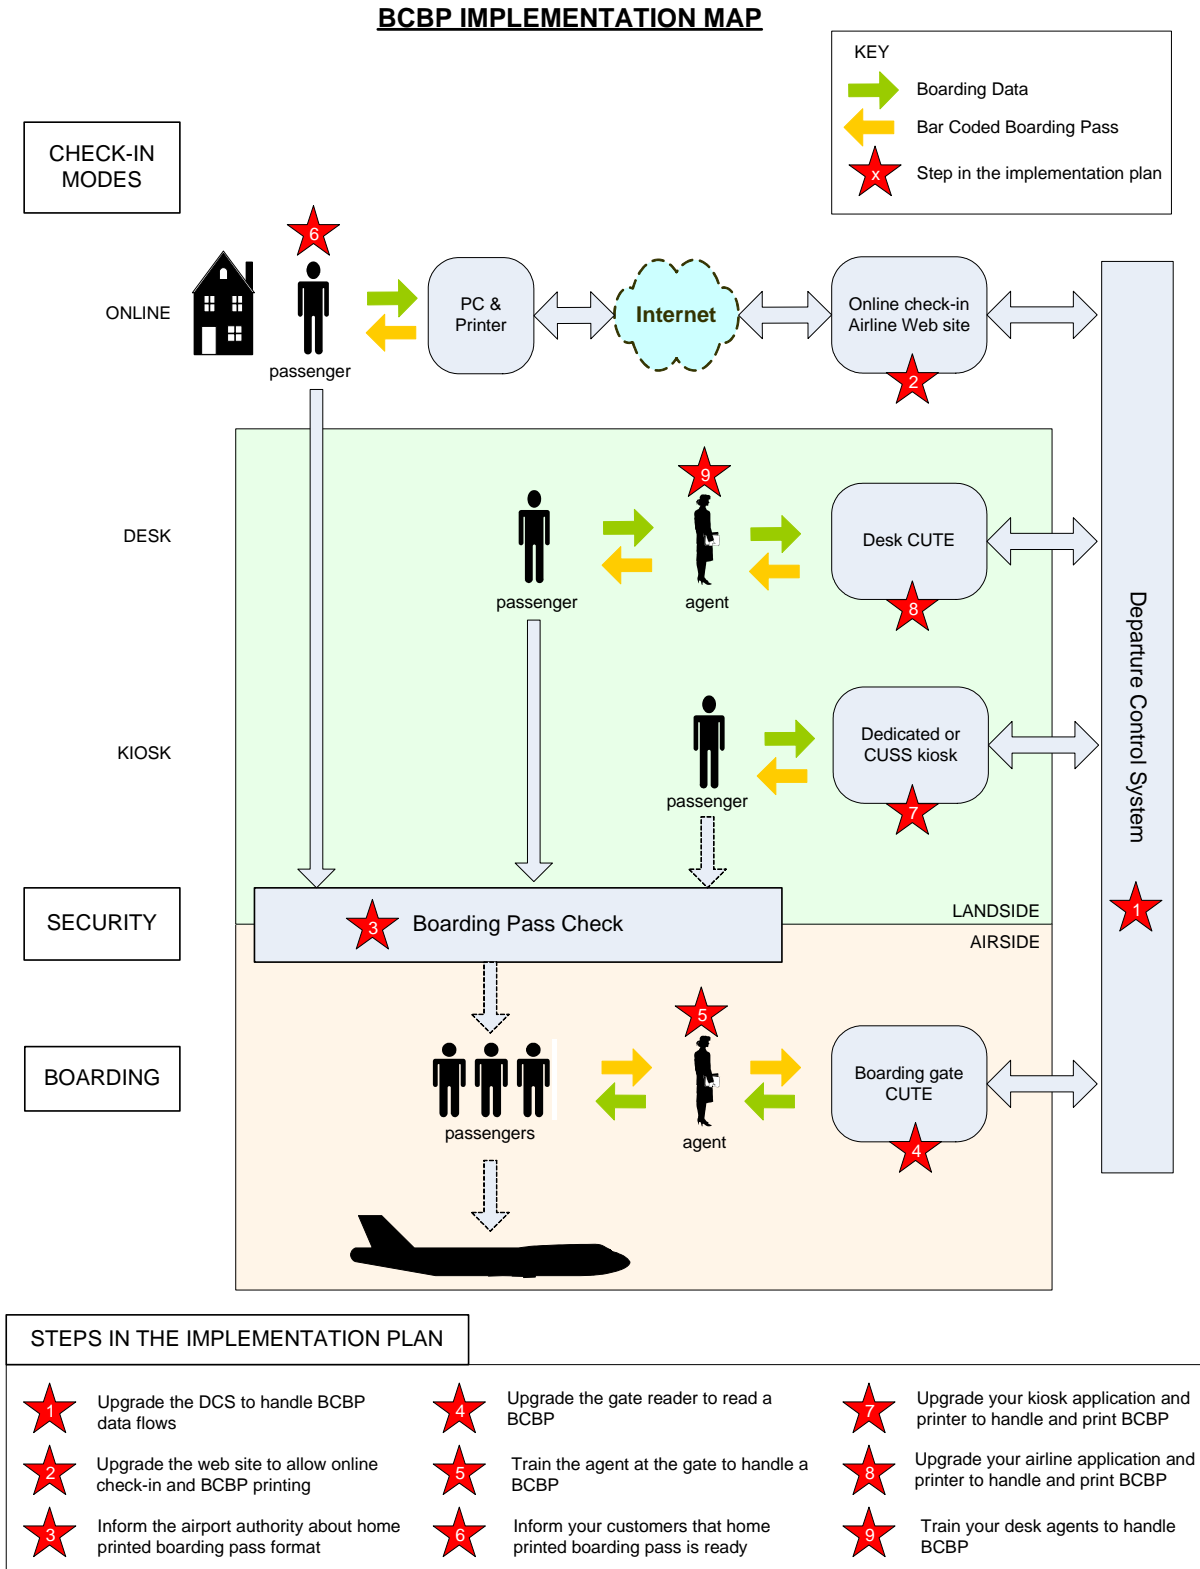 BCBP IMPLEMENTATION MAP
KEY
Boarding Data
Bar Coded Boarding Pass
x
Step in the implementation plan
CHECK-IN
MODES
6
ONLINE
passenger
PC &
Printer
Internet
Online check-in
Airline Web site
2
DESK
passenger
9
agent
Desk CUTE
8
KIOSK
passenger
Dedicated or
CUSS kiosk
7
Departure Control System
1
SECURITY
3
Boarding Pass Check
LANDSIDE
AIRSIDE
BOARDING
passengers
5
agent
Boarding gate
CUTE
4
STEPS IN THE IMPLEMENTATION PLAN
1
Upgrade the DCS to handle BCBP
data flows
2
Upgrade the web site to allow online
check-in and BCBP printing
3
Inform the airport authority about home
printed boarding pass format
4
Upgrade the gate reader to read a
BCBP
5
Train the agent at the gate to handle a
BCBP
6
Inform your customers that home
printed boarding pass is ready
7
Upgrade your kiosk application and
printer to handle and print BCBP
8
Upgrade your airline application and
printer to handle and print BCBP
9
Train your desk agents to handle
BCBP